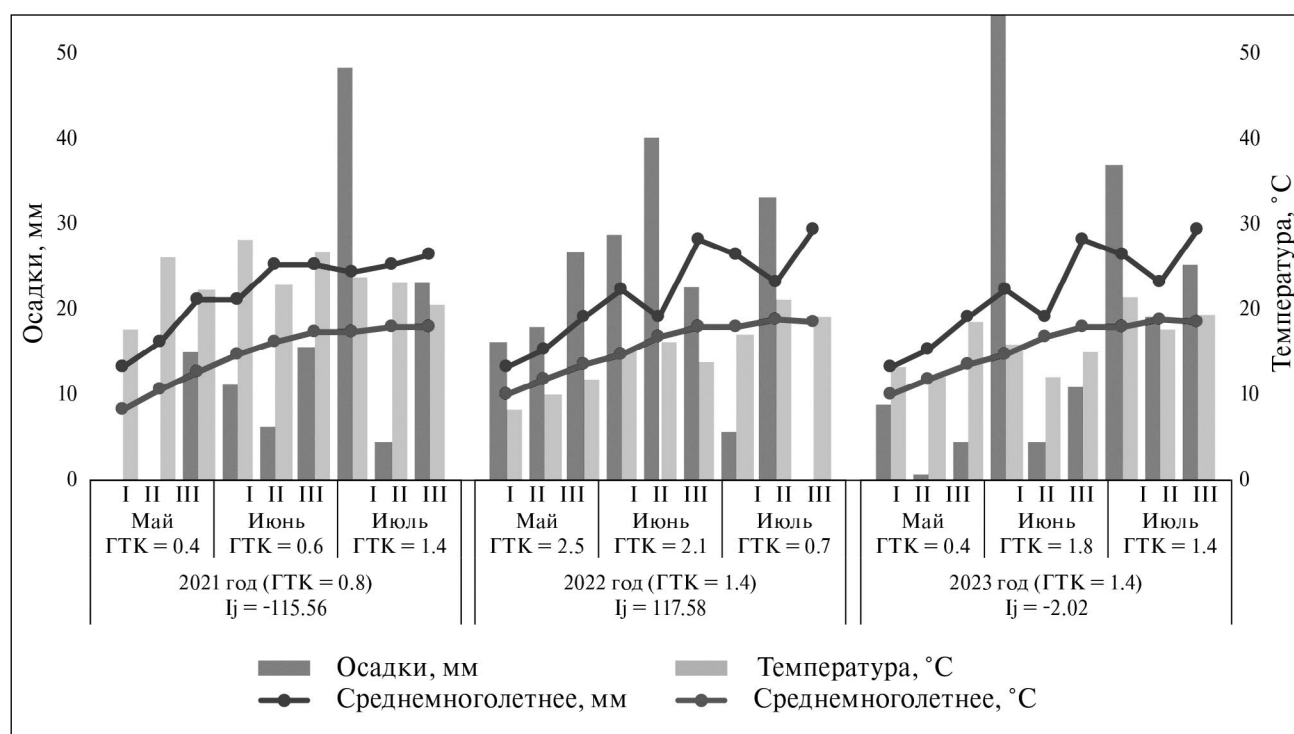 Осадки, мм
50
40
30
20
10
0
Температура, °С
50
40
30
20
10
0
I II III I II III I II III
Май Июнь Июль
ГТК = 0.4 ГТК = 0.6 ГТК = 1.4
2021 год (ГТК = 0.8)
Ij = -115.56
I II III I II III I II III
Май Июнь Июль
ГТК = 2.5 ГТК = 2.1 ГТК = 0.7
2022 год (ГТК = 1.4)
Ij = 117.58
I II III I II III I II III
Май Июнь Июль
ГТК = 0.4 ГТК = 1.8 ГТК = 1.4
2023 год (ГТК = 1.4)
Ij = -2.02
Осадки, мм
Температура, °С
Среднемноголетнее, мм
Среднемноголетнее, °С